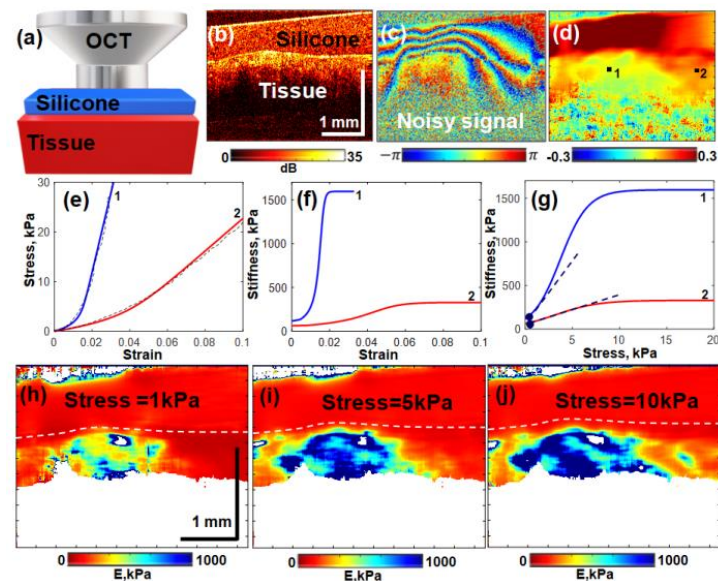 (a)
OCT
Silicone
Tissue
(b)
Silicone
Tissue
1 mm
0
35
dB
(c)
Noisy signal
−π
π
(d)
1
2
-0.3
0.3
(e)
1
2
30
20
10
0
Stress, kPa
0
0.02
0.04
0.06
0.08
0.1
Strain
(f)
1
2
1500
1000
500
0
Stiffness, kPa
0
0.02
0.04
0.06
0.08
0.1
Strain
(g)
1
2
1500
1000
500
0
Stiffness, kPa
0
5
10
15
20
Stress, kPa
(h)
Stress =1kPa
1 mm
0
1000
E,kPa
(i)
Stress=5kPa
0
1000
E,kPa
(j)
Stress=10kPa
0
1000
E,kPa